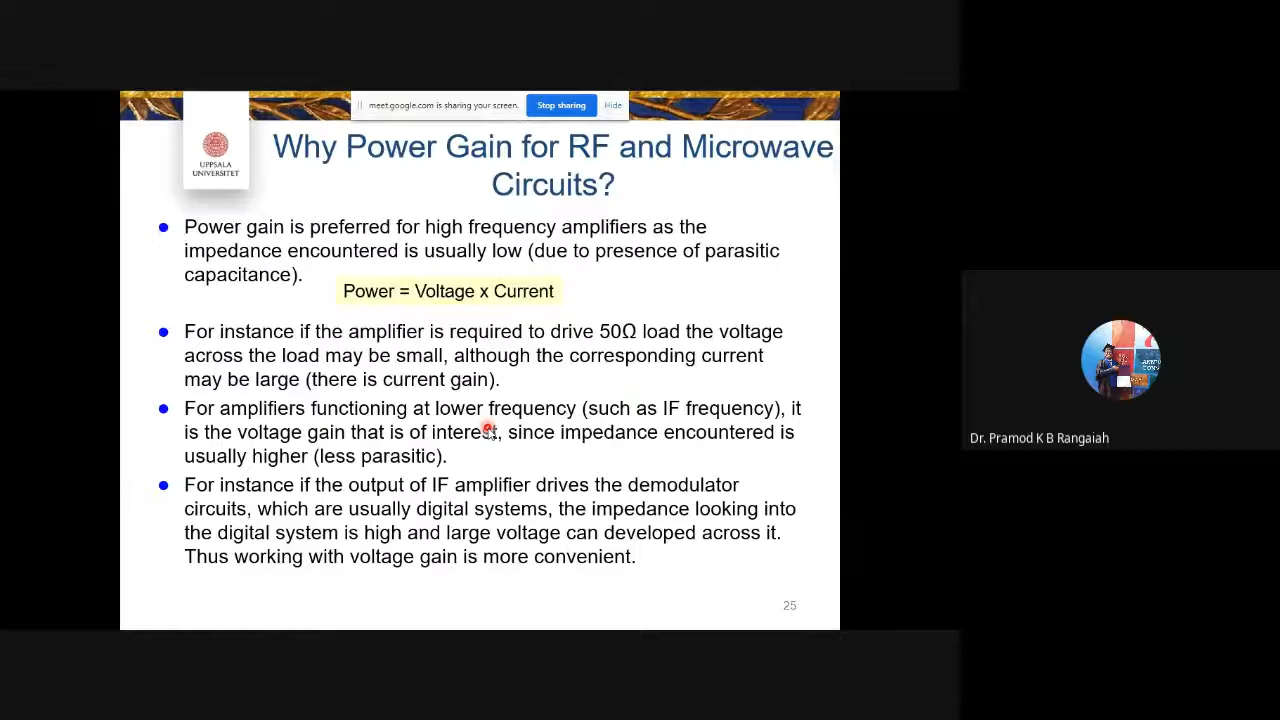 meet.google.com is sharing your screen. Stop sharing Hide
UPPSALA
UNIVERSITET
Why Power Gain for RF and Microwave
Circuits?
Power gain is preferred for high frequency amplifiers as the
impedance encountered is usually low (due to presence of parasitic
capacitance).
Power = Voltage x Current
For instance if the amplifier is required to drive 50Ω load the voltage
across the load may be small, although the corresponding current
may be large (there is current gain).
For amplifiers functioning at lower frequency (such as IF frequency), it
is the voltage gain that is of interest, since impedance encountered is
usually higher (less parasitic).
For instance if the output of IF amplifier drives the demodulator
circuits, which are usually digital systems, the impedance looking into
the digital system is high and large voltage can developed across it.
Thus working with voltage gain is more convenient.
25
Dr. Pramod K B Rangaiah